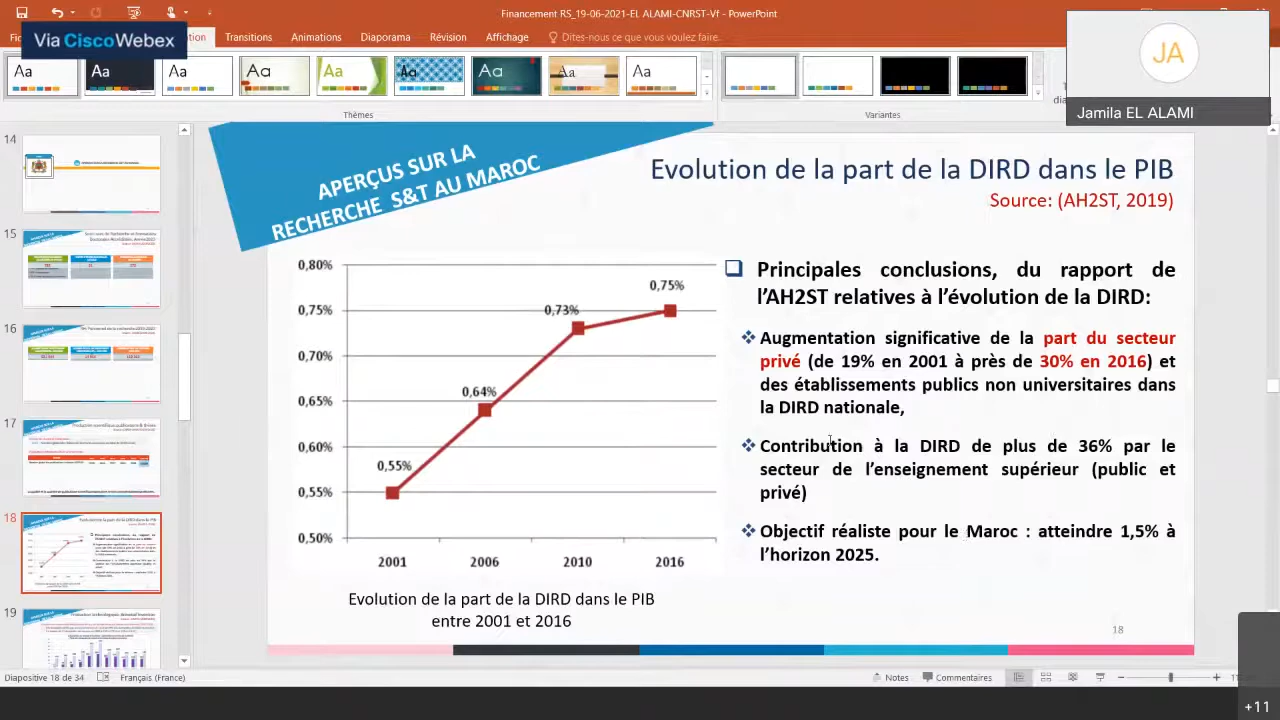 Financement RS_19-06-2021-EL ALAMI-CNRST-Vf - PowerPoint
Via CiscoWebex
Transitions
Animations
Diaporama
Révision
Affichage
Dites-nous ce que vous voulez faire.
Aa
Aa
Aa
Aa
Aa
Aa
Aa
Aa
Aa
Thèmes
Variantes
JA
Jamila EL ALAMI
14
15
16
17
18
19
APERÇUS SUR LA
RECHERCHE S&T AU MAROC
Evolution de la part de la DIRD dans le PIB
Source: (AH2ST, 2019)
0,80%
0,75%
0,70%
0,65%
0,60%
0,55%
0,50%
0,55%
0,64%
0,73%
0,75%
2001
2006
2010
2016
Evolution de la part de la DIRD dans le PIB
entre 2001 et 2016
Principales conclusions, du rapport de
l'AH2ST relatives à l'évolution de la DIRD:
Augmentation significative de la part du secteur
privé (de 19% en 2001 à près de 30% en 2016) et
des établissements publics non universitaires dans
la DIRD nationale,
Contribution à la DIRD de plus de 36% par le
secteur de l'enseignement supérieur (public et
privé)
Objectif réaliste pour le Maroc : atteindre 1,5% à
l'horizon 2025.
18
Diapositive 18 de 34
Français (France)
Notes
Commentaires
+11